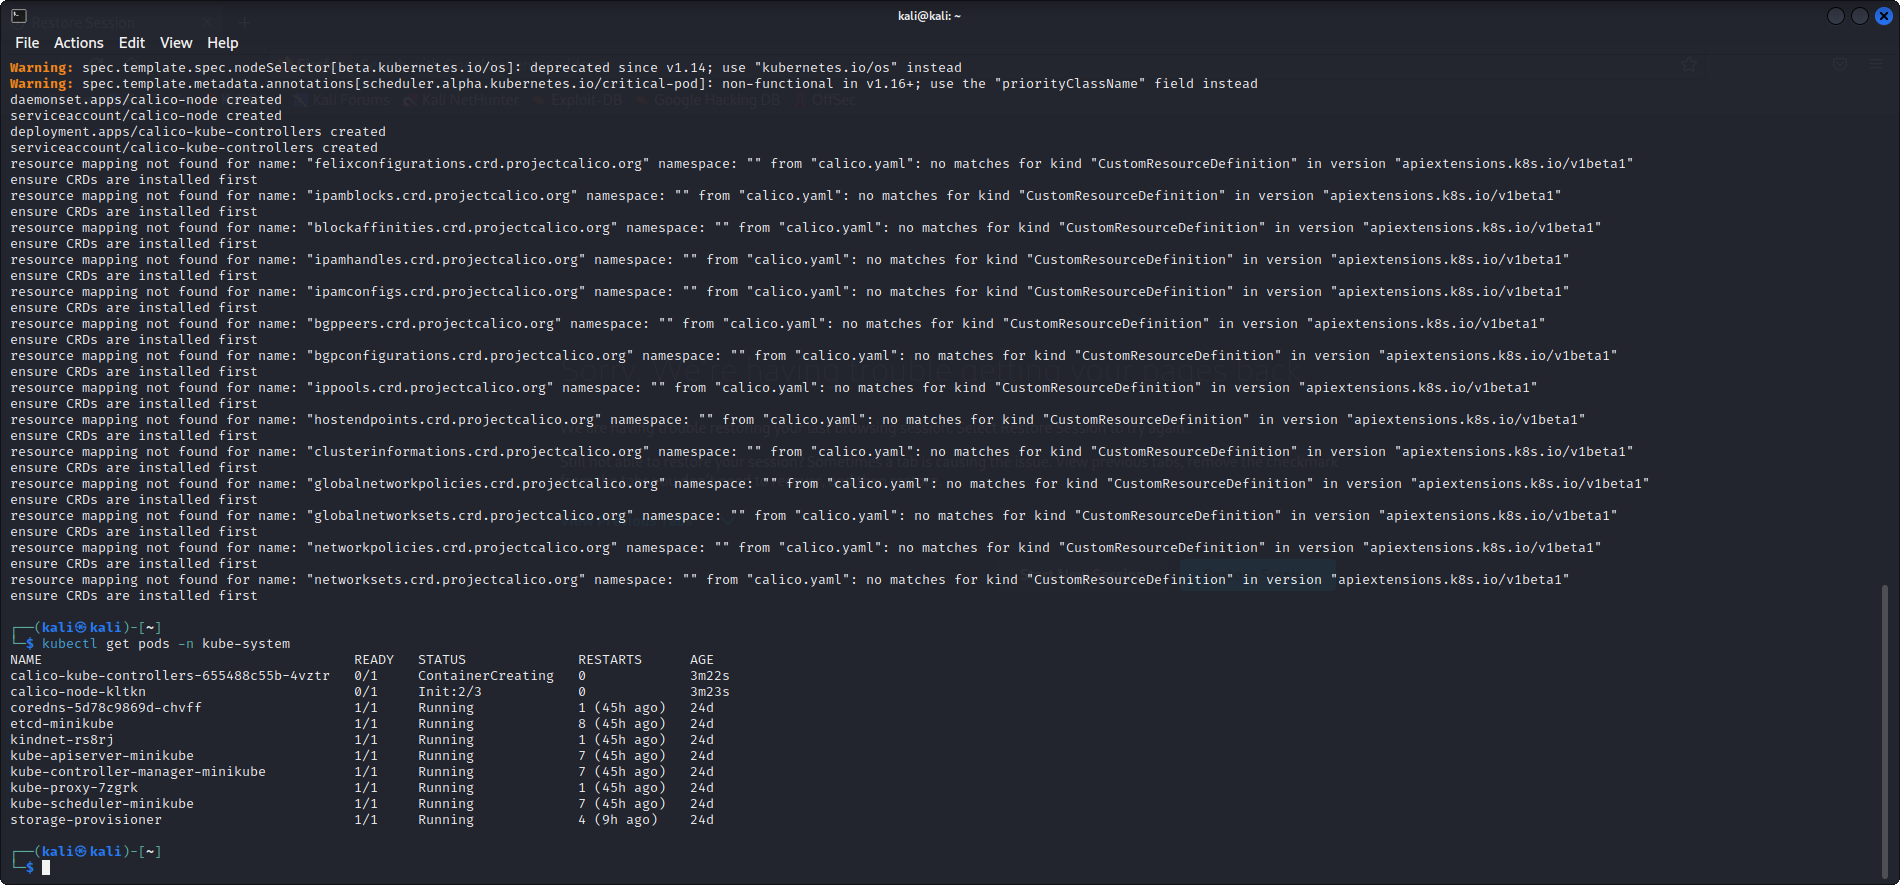 kali@kali: ~
File Actions Edit View Help
Warning: spec.template.spec.nodeSelector[beta.kubernetes.io/os]: deprecated since v1.14; use "kubernetes.io/os" instead
Warning: spec.template.metadata.annotations[scheduler.alpha.kubernetes.io/critical-pod]: non-functional in v1.16+; use the "priorityClassName" field instead
daemonset.apps/calico-node created
serviceaccount/calico-node created
deployment.apps/calico-kube-controllers created
serviceaccount/calico-kube-controllers created
resource mapping not found for name: "felixconfigurations.crd.projectcalico.org" namespace: "" from "calico.yaml": no matches for kind "CustomResourceDefinition" in version "apiextensions.k8s.io/v1beta1"
ensure CRDs are installed first
resource mapping not found for name: "ipamblocks.crd.projectcalico.org" namespace: "" from "calico.yaml": no matches for kind "CustomResourceDefinition" in version "apiextensions.k8s.io/v1beta1"
ensure CRDs are installed first
resource mapping not found for name: "blockaffinities.crd.projectcalico.org" namespace: "" from "calico.yaml": no matches for kind "CustomResourceDefinition" in version "apiextensions.k8s.io/v1beta1"
ensure CRDs are installed first
resource mapping not found for name: "ipamhandles.crd.projectcalico.org" namespace: "" from "calico.yaml": no matches for kind "CustomResourceDefinition" in version "apiextensions.k8s.io/v1beta1"
ensure CRDs are installed first
resource mapping not found for name: "ipamconfigs.crd.projectcalico.org" namespace: "" from "calico.yaml": no matches for kind "CustomResourceDefinition" in version "apiextensions.k8s.io/v1beta1"
ensure CRDs are installed first
resource mapping not found for name: "bgppeers.crd.projectcalico.org" namespace: "" from "calico.yaml": no matches for kind "CustomResourceDefinition" in version "apiextensions.k8s.io/v1beta1"
ensure CRDs are installed first
resource mapping not found for name: "bgpconfigurations.crd.projectcalico.org" namespace: "" from "calico.yaml": no matches for kind "CustomResourceDefinition" in version "apiextensions.k8s.io/v1beta1"
ensure CRDs are installed first
resource mapping not found for name: "ippools.crd.projectcalico.org" namespace: "" from "calico.yaml": no matches for kind "CustomResourceDefinition" in version "apiextensions.k8s.io/v1beta1"
ensure CRDs are installed first
resource mapping not found for name: "hostendpoints.crd.projectcalico.org" namespace: "" from "calico.yaml": no matches for kind "CustomResourceDefinition" in version "apiextensions.k8s.io/v1beta1"
ensure CRDs are installed first
resource mapping not found for name: "clusterinformations.crd.projectcalico.org" namespace: "" from "calico.yaml": no matches for kind "CustomResourceDefinition" in version "apiextensions.k8s.io/v1beta1"
ensure CRDs are installed first
resource mapping not found for name: "globalnetworkpolicies.crd.projectcalico.org" namespace: "" from "calico.yaml": no matches for kind "CustomResourceDefinition" in version "apiextensions.k8s.io/v1beta1"
ensure CRDs are installed first
resource mapping not found for name: "globalnetworksets.crd.projectcalico.org" namespace: "" from "calico.yaml": no matches for kind "CustomResourceDefinition" in version "apiextensions.k8s.io/v1beta1"
ensure CRDs are installed first
resource mapping not found for name: "networkpolicies.crd.projectcalico.org" namespace: "" from "calico.yaml": no matches for kind "CustomResourceDefinition" in version "apiextensions.k8s.io/v1beta1"
ensure CRDs are installed first
resource mapping not found for name: "networksets.crd.projectcalico.org" namespace: "" from "calico.yaml": no matches for kind "CustomResourceDefinition" in version "apiextensions.k8s.io/v1beta1"
ensure CRDs are installed first
┌──(kali㉿kali)-[~]
└─$ kubectl get pods -n kube-system
NAME READY STATUS RESTARTS AGE
calico-kube-controllers-655488c55b-4vztr 0/1 ContainerCreating 0 3m22s
calico-node-kltkn 0/1 Init:2/3 0 3m23s
coredns-5d78c9869d-chvff 1/1 Running 1 (45h ago) 24d
etcd-minikube 1/1 Running 8 (45h ago) 24d
kindnet-rs8rj 1/1 Running 1 (45h ago) 24d
kube-apiserver-minikube 1/1 Running 7 (45h ago) 24d
kube-controller-manager-minikube 1/1 Running 7 (45h ago) 24d
kube-proxy-7zgrk 1/1 Running 1 (45h ago) 24d
kube-scheduler-minikube 1/1 Running 7 (45h ago) 24d
storage-provisioner 1/1 Running 4 (9h ago) 24d
┌──(kali㉿kali)-[~]
└─$